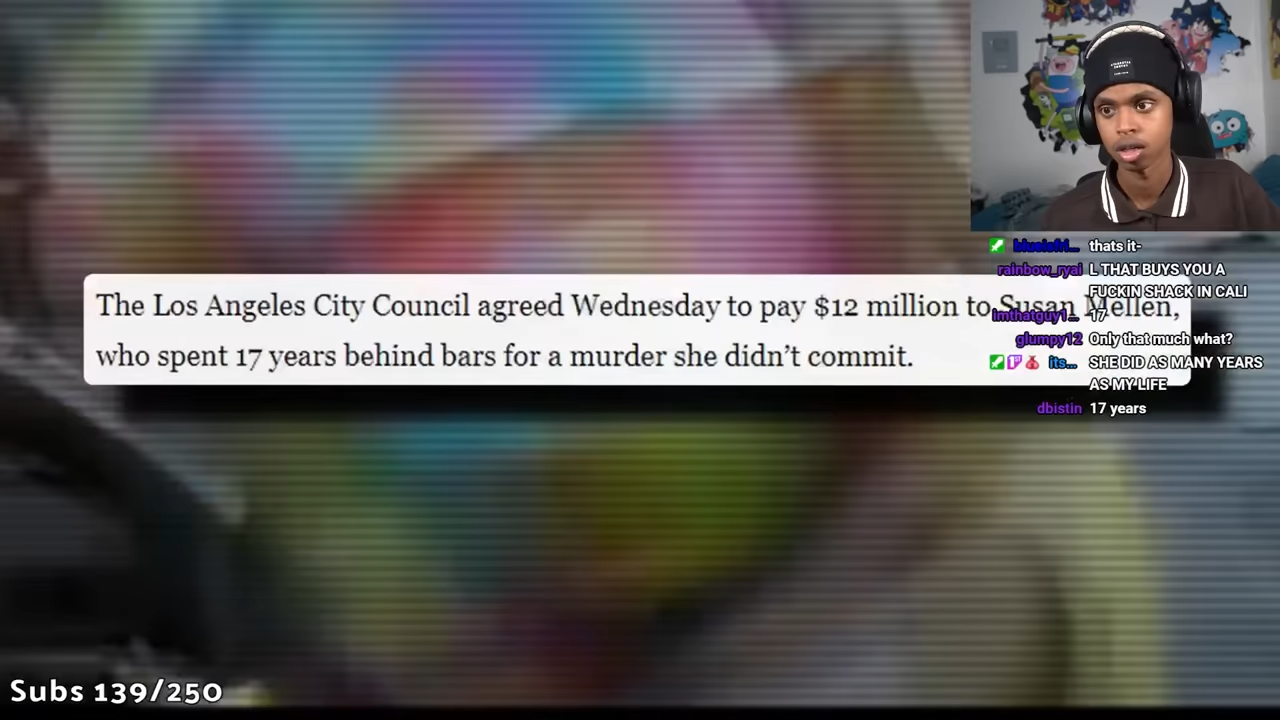 The Los Angeles City Council agreed Wednesday to pay $12 million to Susan Mellen,
who spent 17 years behind bars for a murder she didn't commit.
thats it-
rainbow_ryai L THAT BUYS YOU A
FUCKIN SHACK IN CALI
imthatguy1... 17
glumpy12 Only that much what?
its... SHE DID AS MANY YEARS
AS MY LIFE
dbistin 17 years
Subs 139/250